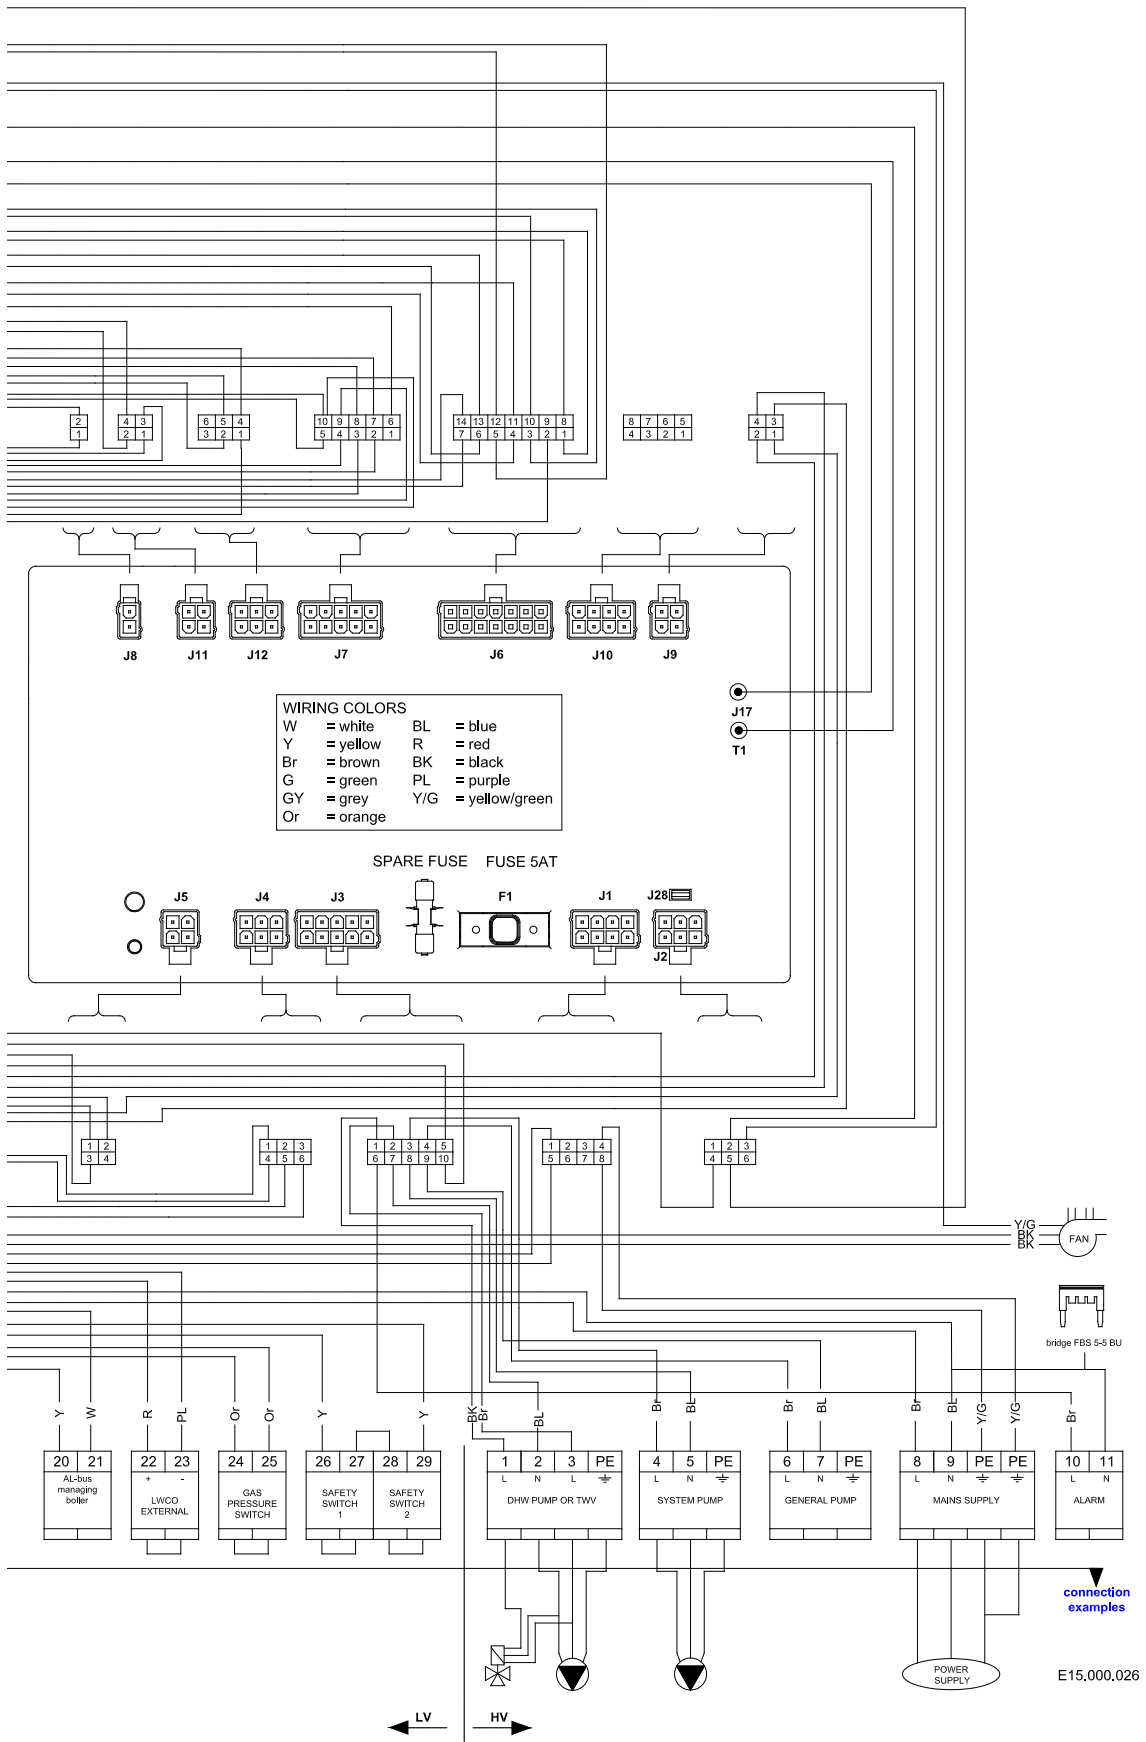 2
1
4 3
2 1
6 5 4
3 2 1
10 9 8 7 6
5 4 3 2 1
14 13 12 11 10 9 8
7 6 5 4 3 2 1
8 7 6 5
4 3 2 1
4 3
2 1
J8 J11 J12 J7 J6 J10 J9
J17
T1
WIRING COLORS
W = white BL = blue
Y = yellow R = red
Br = brown BK = black
G = green PL = purple
GY = grey Y/G = yellow/green
Or = orange
SPARE FUSE FUSE 5AT
J5 J4 J3 F1 J1 J28
J2
1 2
3 4
1 2 3
4 5 6
1 2 3 4 5
6 7 8 9 10
1 2 3 4
5 6 7 8
1 2 3
4 5 6
Y/G
BK
BK
FAN
bridge FBS 5-5 BU
Y W R PL Or Or Y Y BK Br BL Br BL Br BL Br BL Y/G Y/G Br
20 21 22 23 24 25 26 27 28 29 1 2 3 PE 4 5 PE 6 7 PE 8 9 PE PE 10 11
+ - L N L L N L N L N L N
AL-bus
managing
boiler
LWCO
EXTERNAL
GAS
PRESSURE
SWITCH
SAFETY
SWITCH
1
SAFETY
SWITCH
2
DHW PUMP OR TWV
SYSTEM PUMP
GENERAL PUMP
MAINS SUPPLY
ALARM
connection
examples
POWER
SUPPLY
E15.000.026
LV HV